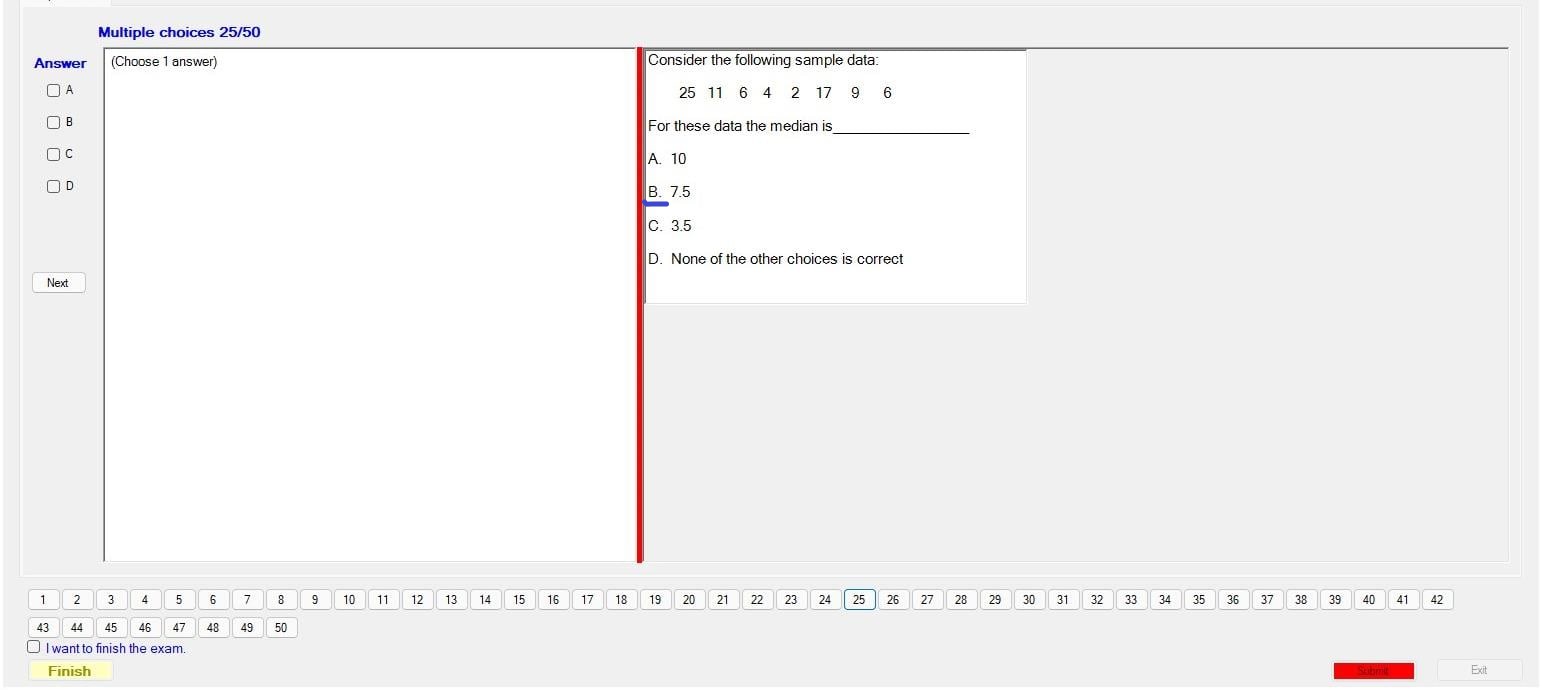 Multiple choices 25/50
Answer
(Choose 1 answer)
A
B
C
D
Next
Consider the following sample data:
25 11 6 4 2 17 9 6
For these data the median is__________________
A. 10
B. 7.5
C. 3.5
D. None of the other choices is correct
1 2 3 4 5 6 7 8 9 10 11 12 13 14 15 16 17 18 19 20 21 22 23 24 25 26 27 28 29 30 31 32 33 34 35 36 37 38 39 40 41 42
43 44 45 46 47 48 49 50
I want to finish the exam.
Finish
Submit
Exit